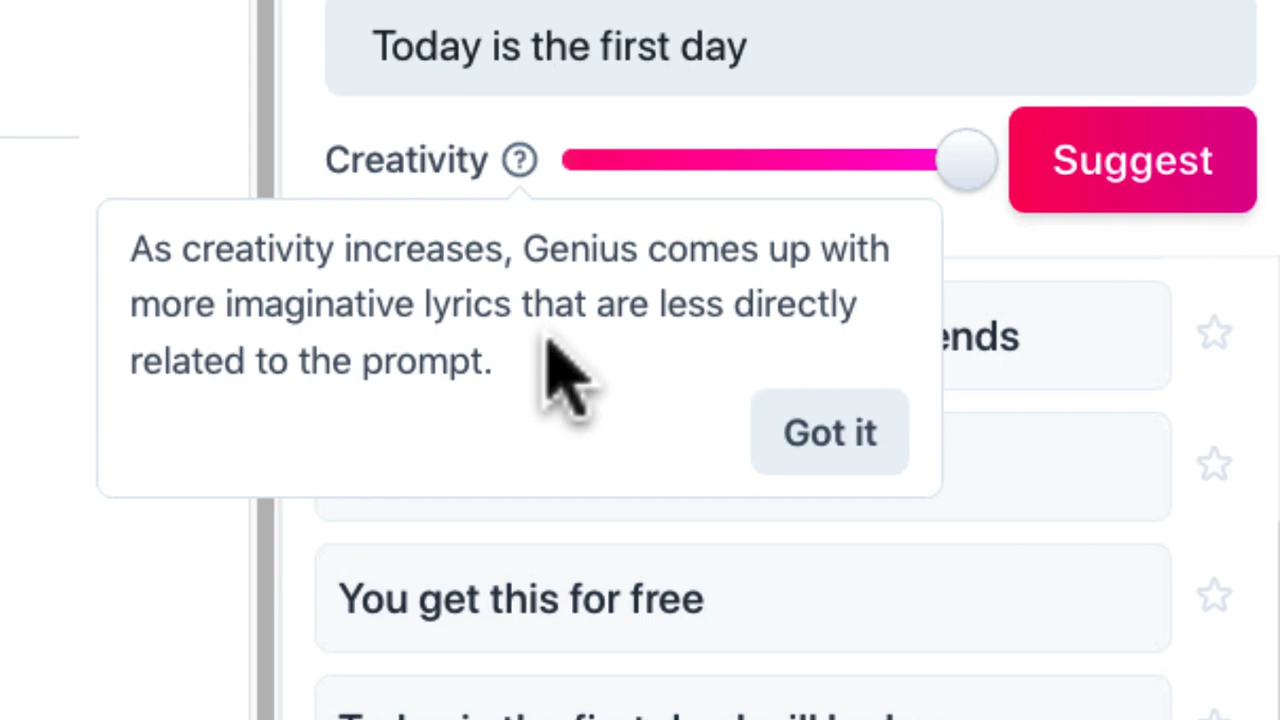 Today is the first day
Creativity ?
Suggest
As creativity increases, Genius comes up with
more imaginative lyrics that are less directly
related to the prompt.
Got it
You get this for free